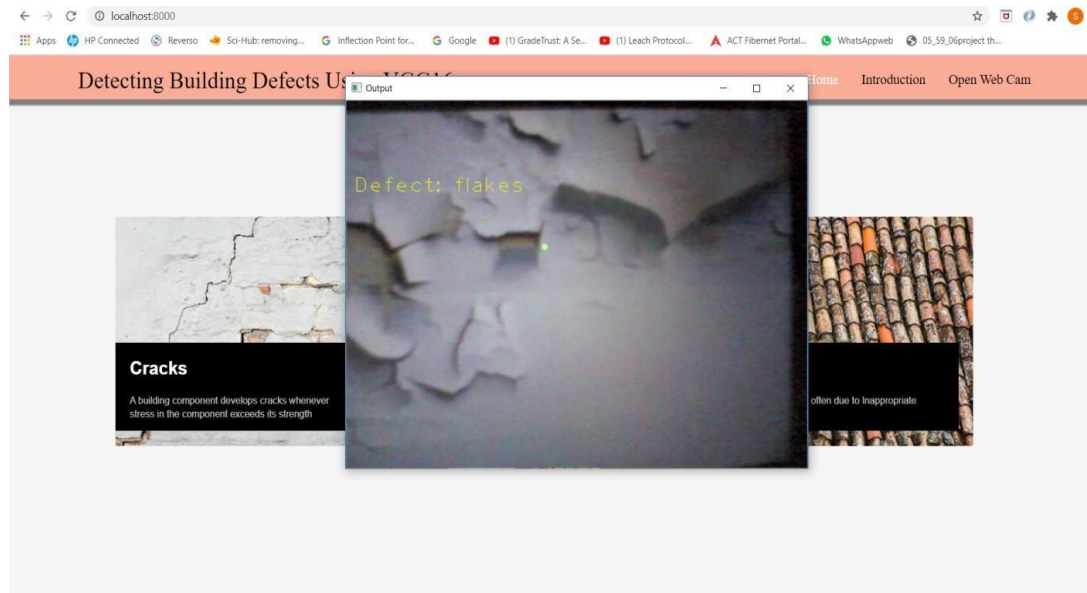 localhost:8000
Apps HP Connected Reverso Sci-Hub: removing... Inflection Point for... Google (1) GradeTrust: A Se... (1) Leach Protocol... ACT Fibernet Portal... WhatsAppweb 05_59_06project th...
Detecting Building Defects Home Introduction Open Web Cam
Output
Defect: flakes
Cracks
A building component develops cracks whenever
stress in the component exceeds its strength
often due to Inappropriate